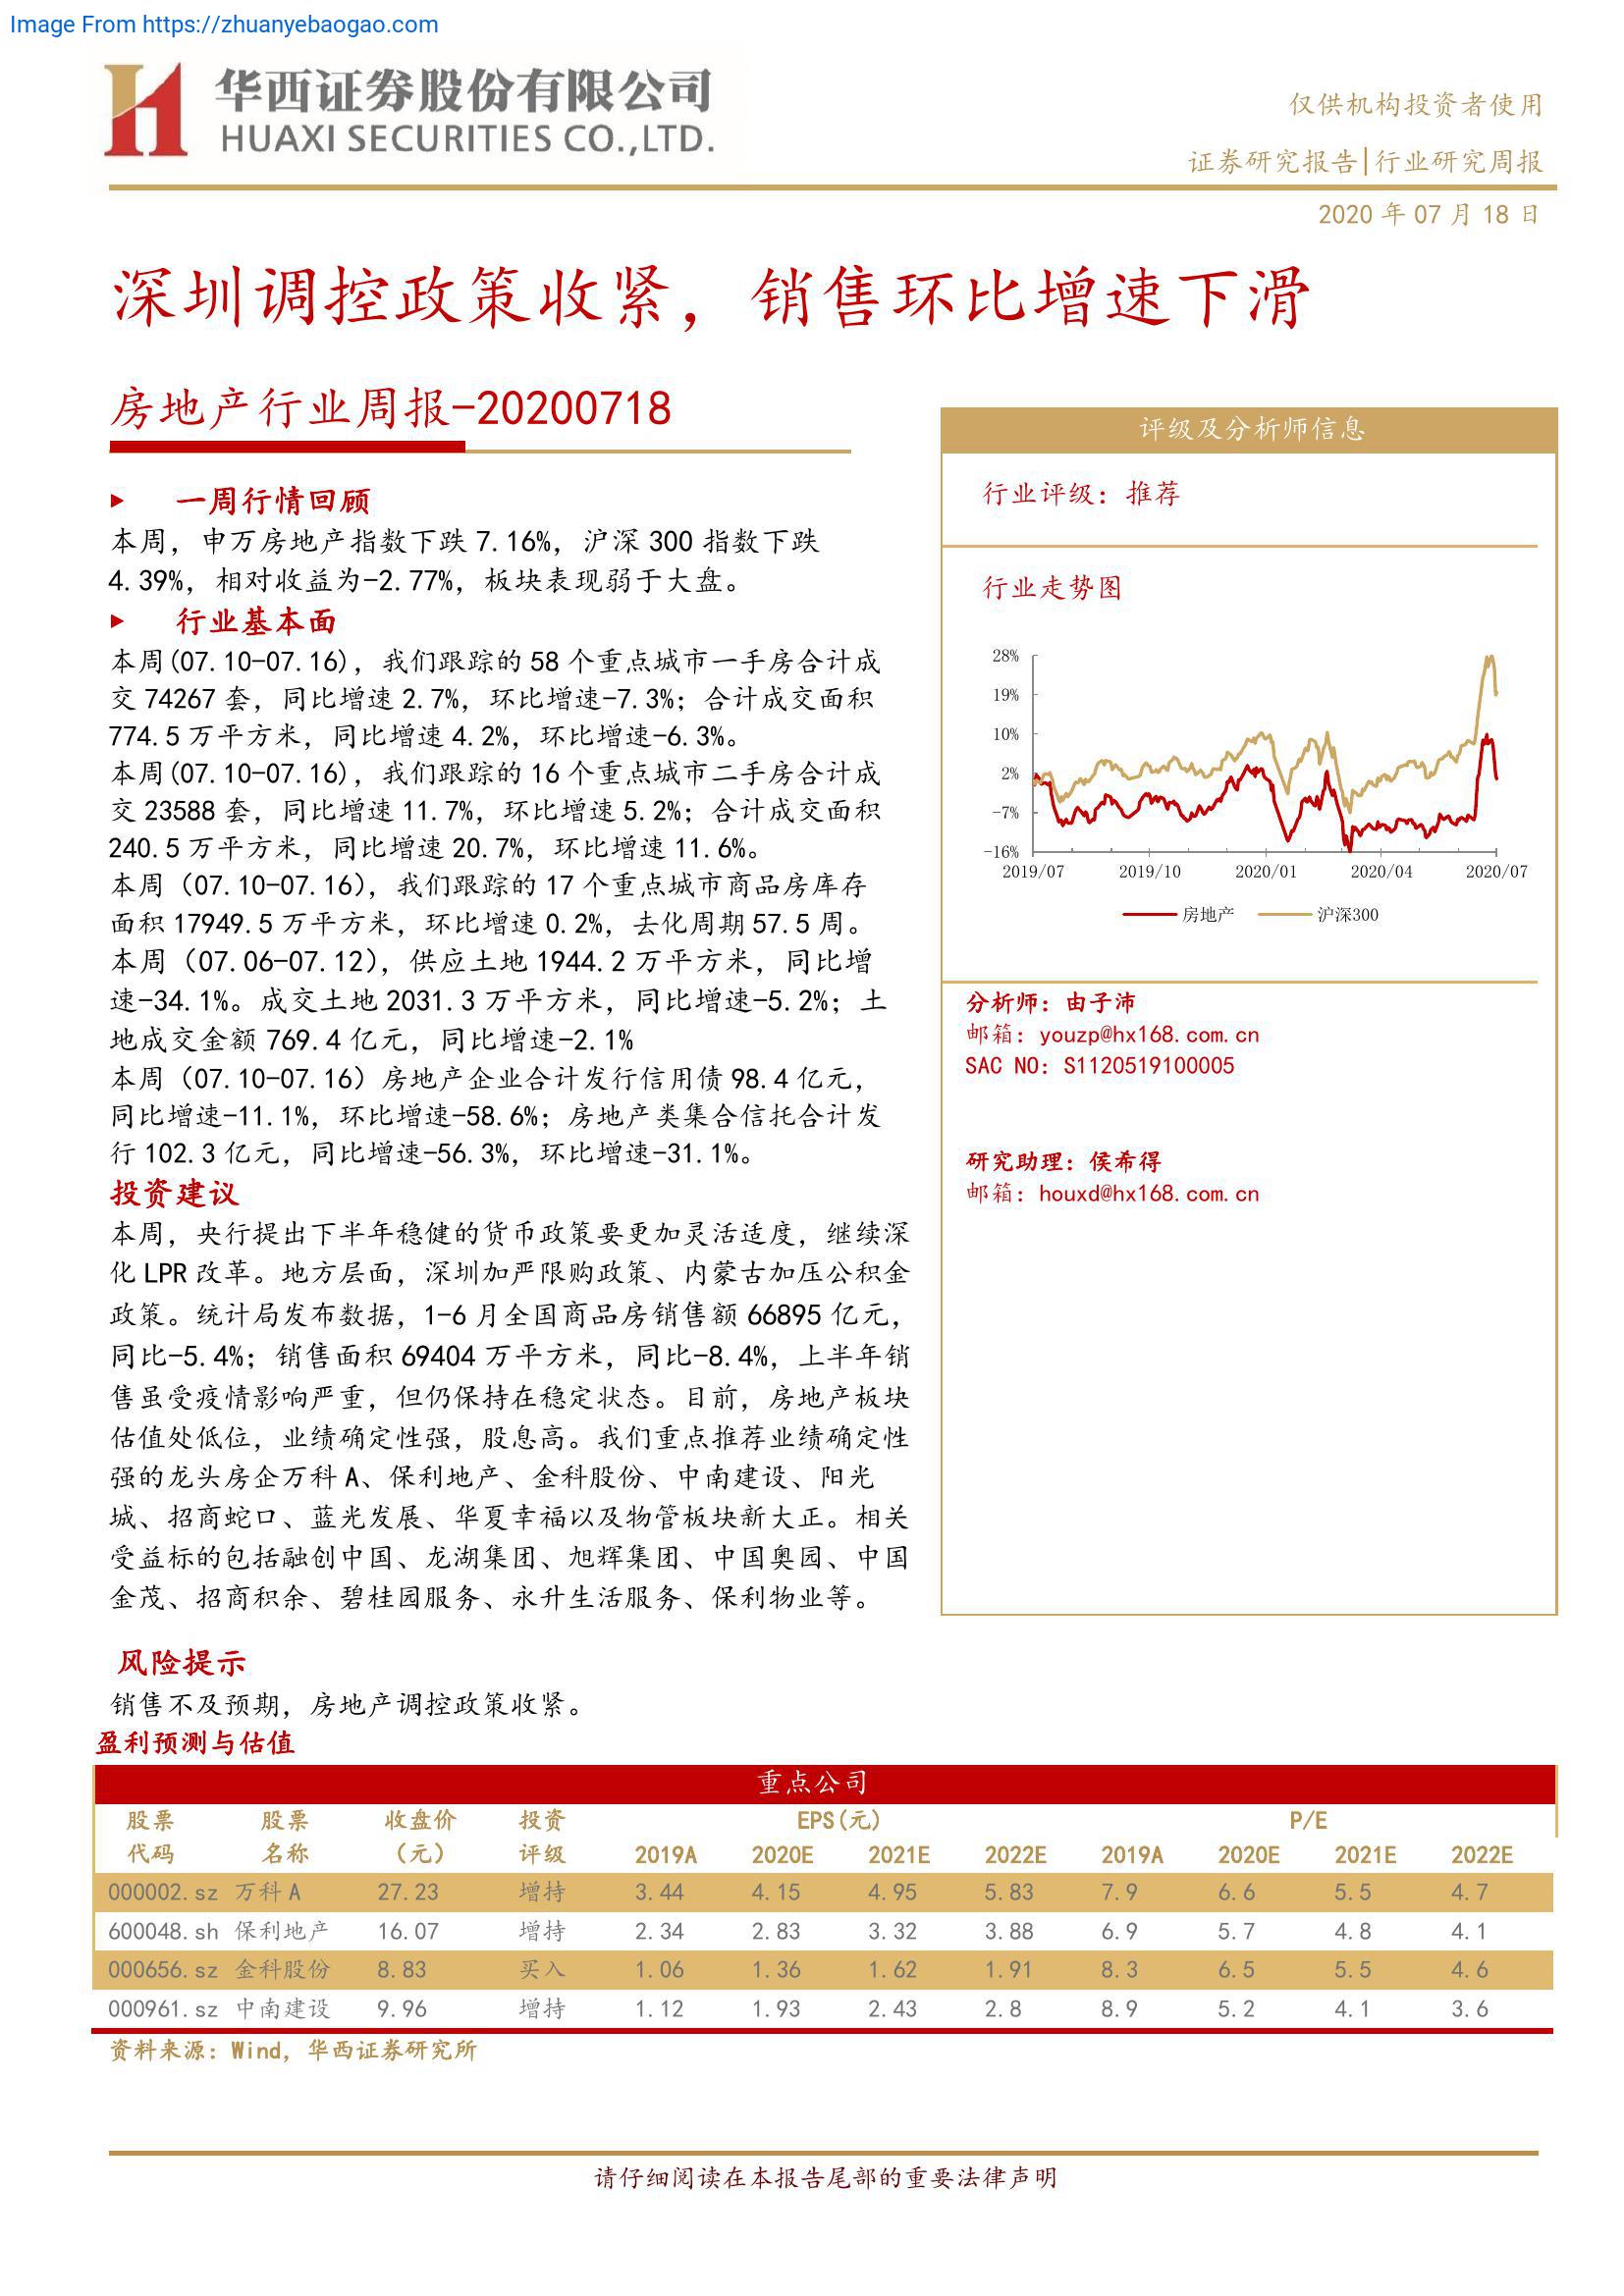 Image From https://zhuanyebaogao.com
华西证券股份有限公司
HUAXI SECURITIES CO.,LTD.
仅供机构投资者使用
证券研究报告|行业研究周报
2020 年 07 月 18 日
深圳调控政策收紧，销售环比增速下滑
房地产行业周报-20200718
一周行情回顾
本周，申万房地产指数下跌 7.16%，沪深 300 指数下跌
4.39%，相对收益为-2.77%，板块表现弱于大盘。
行业基本面
本周(07.10-07.16)，我们跟踪的 58 个重点城市一手房合计成
交 74267 套，同比增速 2.7%，环比增速-7.3%；合计成交面积
774.5 万平方米，同比增速 4.2%，环比增速-6.3%。
本周(07.10-07.16)，我们跟踪的 16 个重点城市二手房合计成
交 23588 套，同比增速 11.7%，环比增速 5.2%；合计成交面积
240.5 万平方米，同比增速 20.7%，环比增速 11.6%。
本周（07.10-07.16），我们跟踪的 17 个重点城市商品房库存
面积 17949.5 万平方米，环比增速 0.2%，去化周期 57.5 周。
本周（07.06-07.12），供应土地 1944.2 万平方米，同比增
速-34.1%。成交土地 2031.3 万平方米，同比增速-5.2%；土
地成交金额 769.4 亿元，同比增速-2.1%
本周（07.10-07.16）房地产企业合计发行信用债 98.4 亿元，
同比增速-11.1%，环比增速-58.6%；房地产类集合信托合计发
行 102.3 亿元，同比增速-56.3%，环比增速-31.1%。
投资建议
本周，央行提出下半年稳健的货币政策要更加灵活适度，继续深
化 LPR 改革。地方层面，深圳加严限购政策、内蒙古加压公积金
政策。统计局发布数据，1-6 月全国商品房销售额 66895 亿元，
同比-5.4%；销售面积 69404 万平方米，同比-8.4%，上半年销
售虽受疫情影响严重，但仍保持在稳定状态。目前，房地产板块
估值处低位，业绩确定性强，股息高。我们重点推荐业绩确定性
强的龙头房企万科 A、保利地产、金科股份、中南建设、阳光
城、招商蛇口、蓝光发展、华夏幸福以及物管板块新大正。相关
受益标的包括融创中国、龙湖集团、旭辉集团、中国奥园、中国
金茂、招商积余、碧桂园服务、永升生活服务、保利物业等。
风险提示
销售不及预期，房地产调控政策收紧。
评级及分析师信息
行业评级：推荐
行业走势图
28%
19%
10%
2%
-7%
-16%
2019/07 2019/10 2020/01 2020/04 2020/07
房地产 沪深300
分析师：由子沛
邮箱：youzp@hx168.com.cn
SAC NO：S1120519100005
研究助理：侯希得
邮箱：houxd@hx168.com.cn
盈利预测与估值
重点公司
股票 股票 收盘价 投资 EPS(元) P/E
代码 名称 （元） 评级 2019A 2020E 2021E 2022E 2019A 2020E 2021E 2022E
000002.sz 万科 A 27.23 增持 3.44 4.15 4.95 5.83 7.9 6.6 5.5 4.7
600048.sh 保利地产 16.07 增持 2.34 2.83 3.32 3.88 6.9 5.7 4.8 4.1
000656.sz 金科股份 8.83 买入 1.06 1.36 1.62 1.91 8.3 6.5 5.5 4.6
000961.sz 中南建设 9.96 增持 1.12 1.93 2.43 2.8 8.9 5.2 4.1 3.6
资料来源：Wind，华西证券研究所
请仔细阅读在本报告尾部的重要法律声明